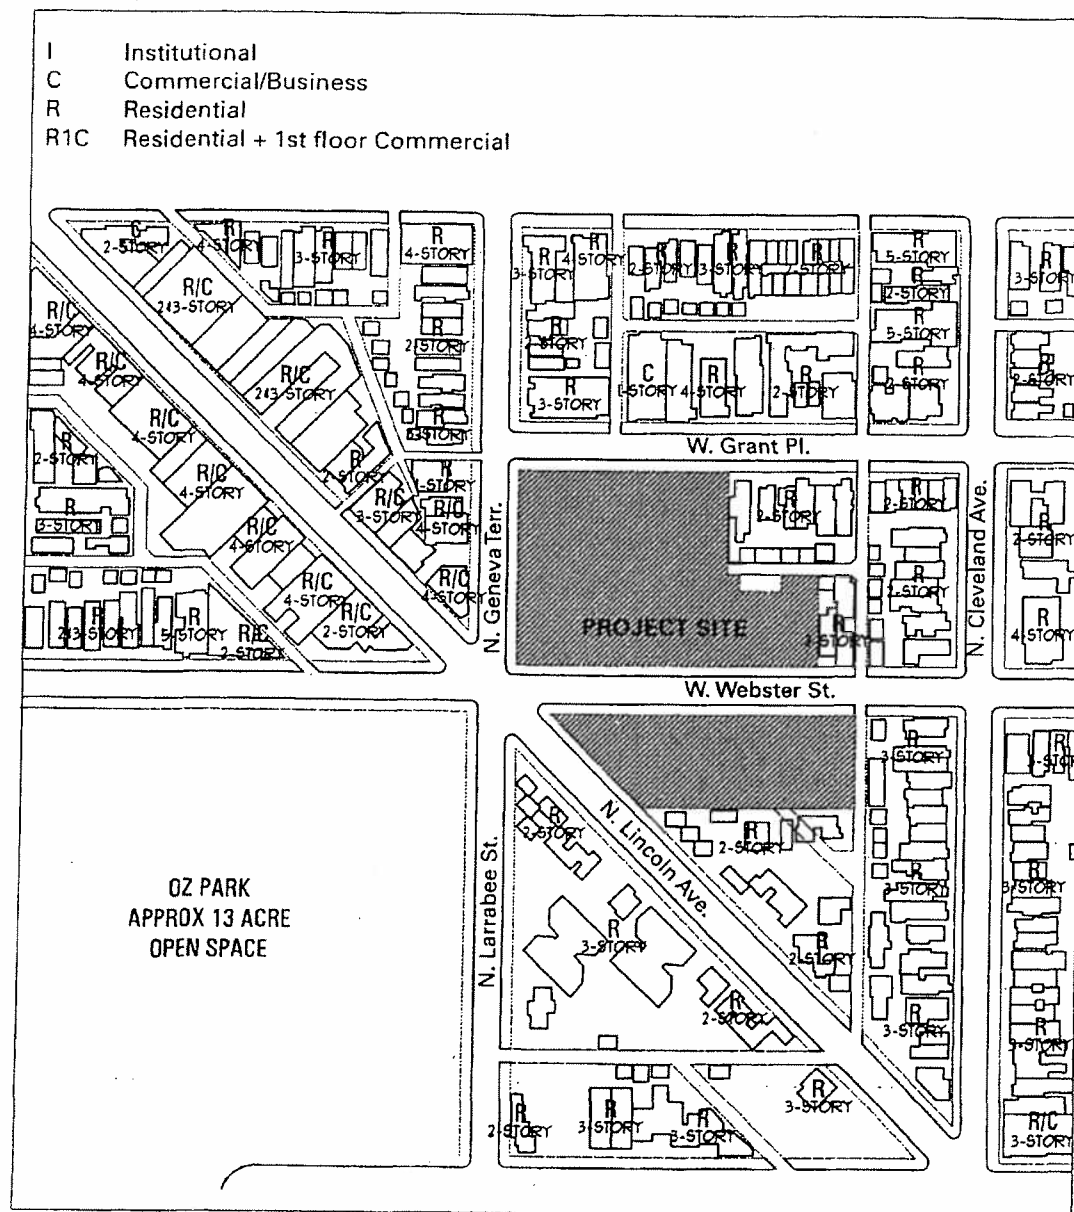 I Institutional
C Commercial/Business
R Residential
R1C Residential + 1st floor Commercial
C
2-STORY
R
4-STORY
R
3-STORY
R
4-STORY
R
3-STORY
R
4-STORY
R
2-STORY
R
3-STORY
R
2-STORY
R
5-STORY
R
3-STORY
R/C
2&3-STORY
R
2-STORY
R/C
4-STORY
R
R
2-STORY
R
5-STORY
R/C
4-STORY
R/C
2&3-STORY
R
3-STORY
C
R
4-STORY
R
2-STORY
R
2-STORY
R
2-STORY
R/C
4-STORY
R
W. Grant Pl.
R
2-STORY
R/C
4-STORY
R
2-STORY
R
R
2-STORY
R
2-STORY
R/C
3-STORY
R/C
4-STORY
R
3-STORY
R/C
4-STORY
N. Geneva Terr.
N. Cleveland Ave.
R
2-STORY
R/C
4-STORY
R/C
4-STORY
R
2-STORY
R
2&3-STORY
R
5-STORY
R/C
2-STORY
R/C
2-STORY
PROJECT SITE
R
2-STORY
R
4-STORY
W. Webster St.
R
3-STORY
R
R
2-STORY
N. Lincoln Ave.
R
2-STORY
OZ PARK
APPROX 13 ACRE
OPEN SPACE
N. Larrabee St.
R
3-STORY
R
3-STORY
R
3-STORY
R
2-STORY
R
2-STORY
R
3-STORY
R
3-STORY
R
2-STORY
R
3-STORY
R
3-STORY
R
3-STORY
R/C
3-STORY